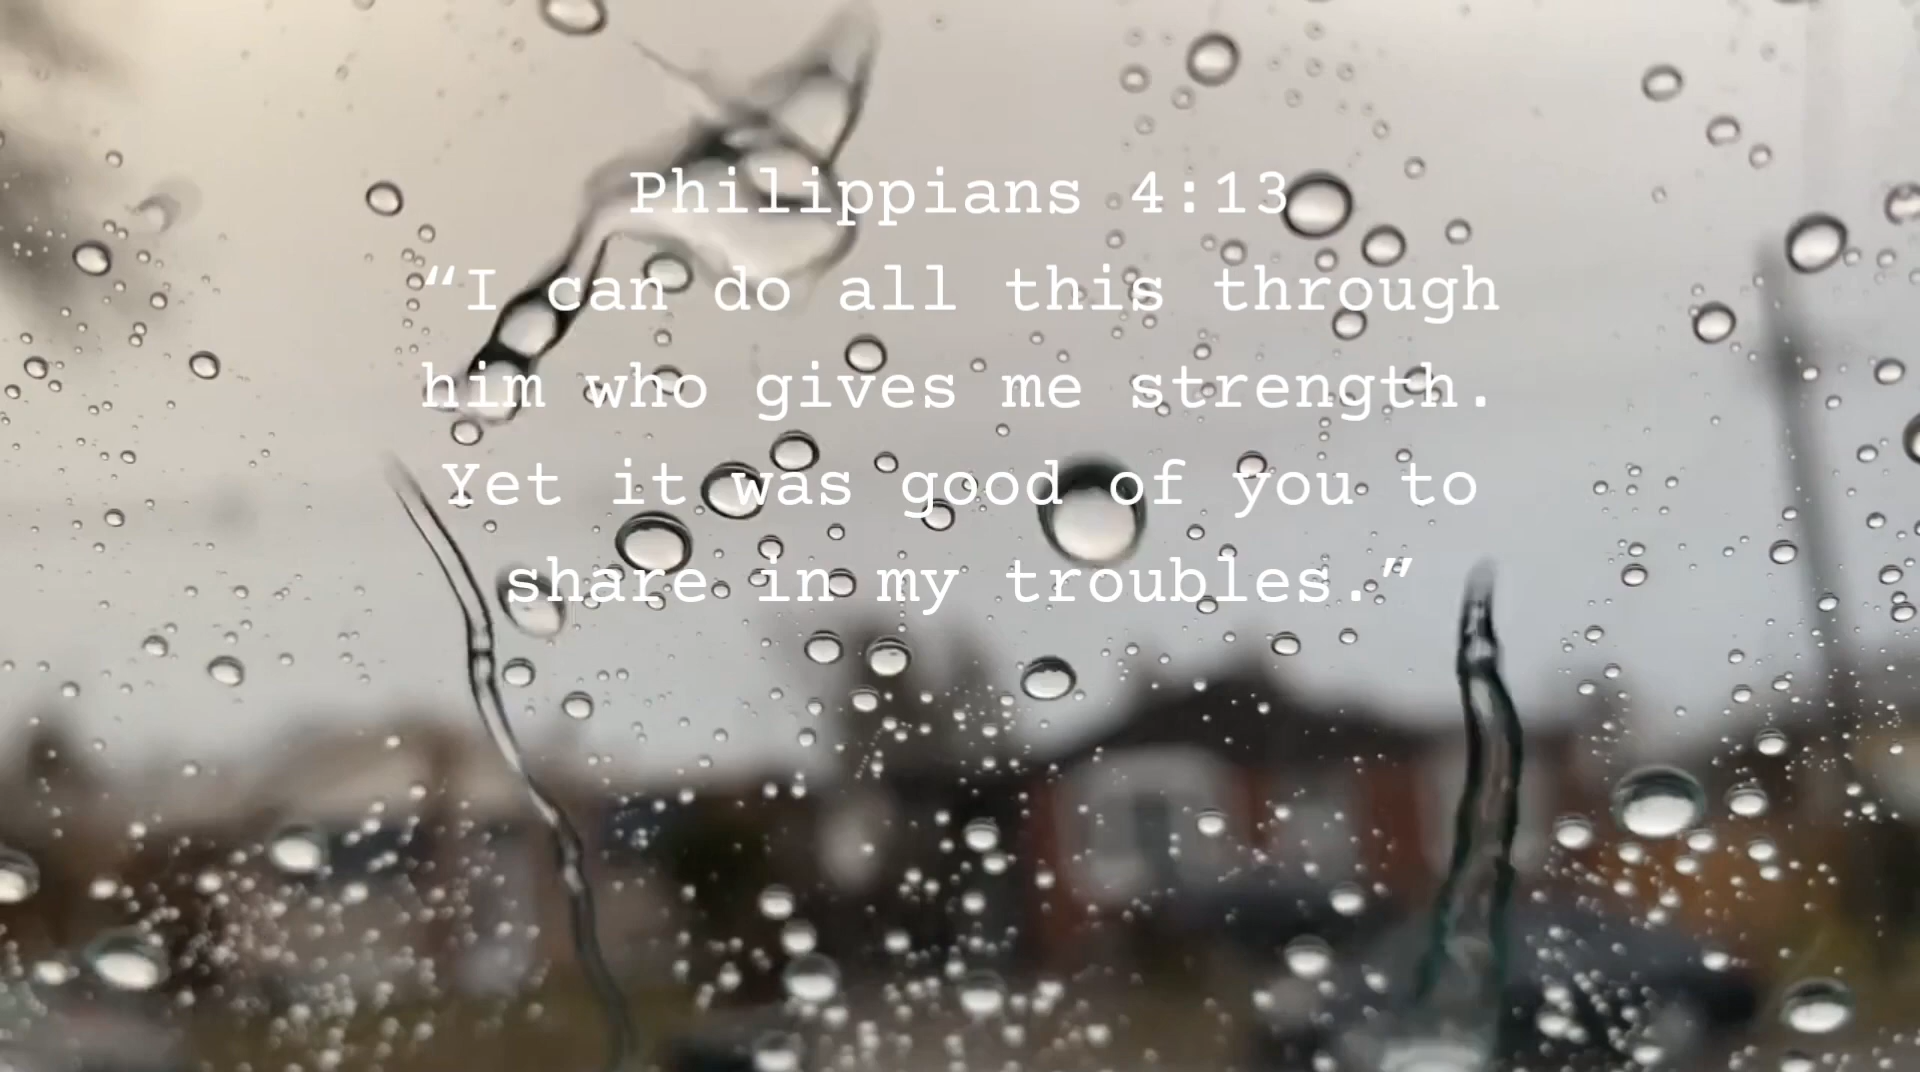 Philippians 4:13
“I can do all this through
him who gives me strength.
Yet it was good of you to
share in my troubles.”